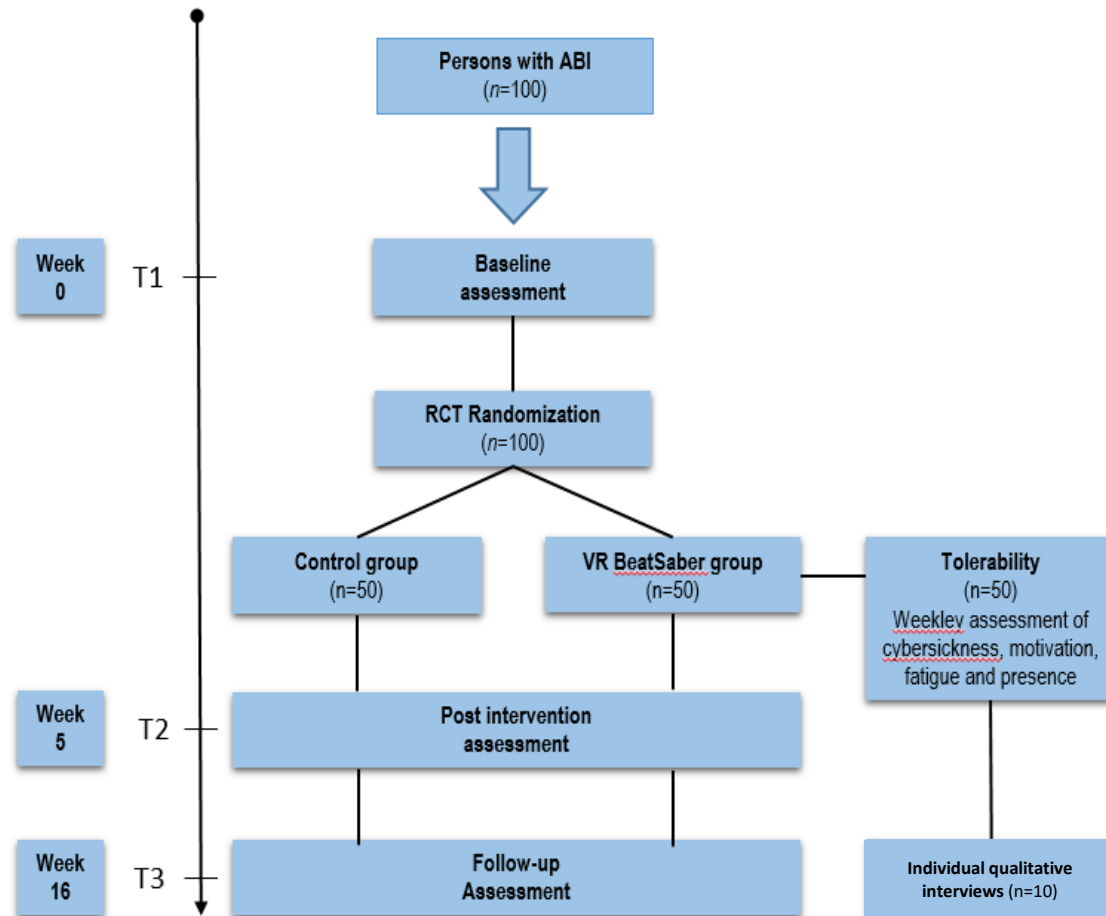 Persons with ABI
(n=100)
Week
0
T1
Baseline
assessment
RCT Randomization
(n=100)
Control group
(n=50)
VR BeatSaber group
(n=50)
Tolerability
(n=50)
Weekley assessment of
cybersickness, motivation,
fatigue and presence
Week
5
T2
Post intervention
assessment
Week
16
T3
Follow-up
Assessment
Individual qualitative
interviews (n=10)